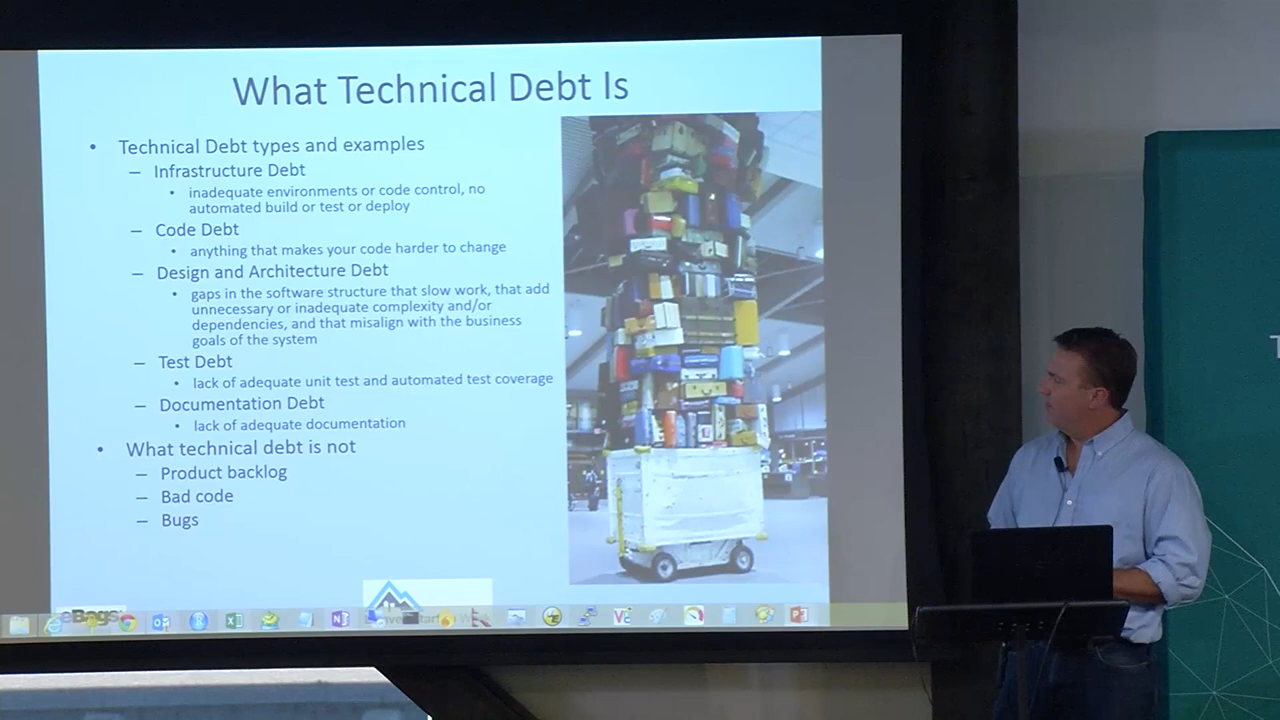 What Technical Debt Is
• Technical Debt types and examples
– Infrastructure Debt
• inadequate environments or code control, no
automated build or test or deploy
– Code Debt
• anything that makes your code harder to change
– Design and Architecture Debt
• gaps in the software structure that slow work, that add
unnecessary or inadequate complexity and/or
dependencies, and that misalign with the business
goals of the system
– Test Debt
• lack of adequate unit test and automated test coverage
– Documentation Debt
• lack of adequate documentation
• What technical debt is not
– Product backlog
– Bad code
– Bugs
eBags
T